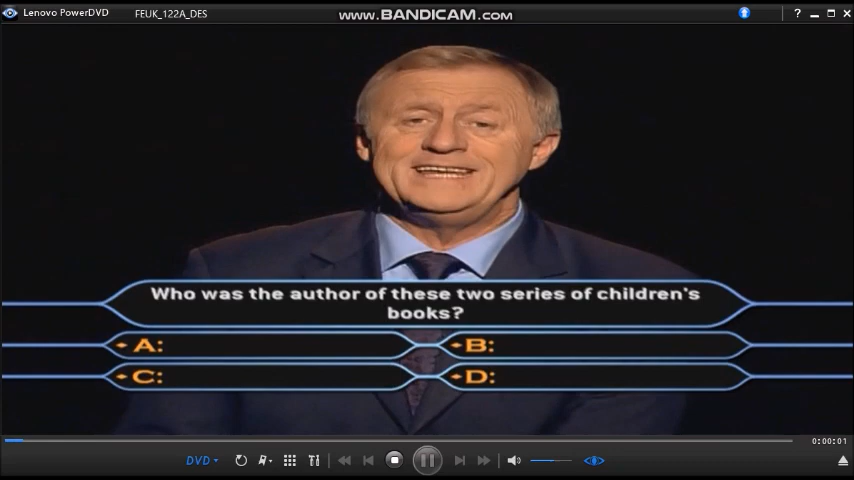 Lenovo PowerDVD
FEUK_122A_DES
www.BANDICAM.com
?
Who was the author of these two series of children's
books?
A:
B:
C:
D:
0:00:01
DVD